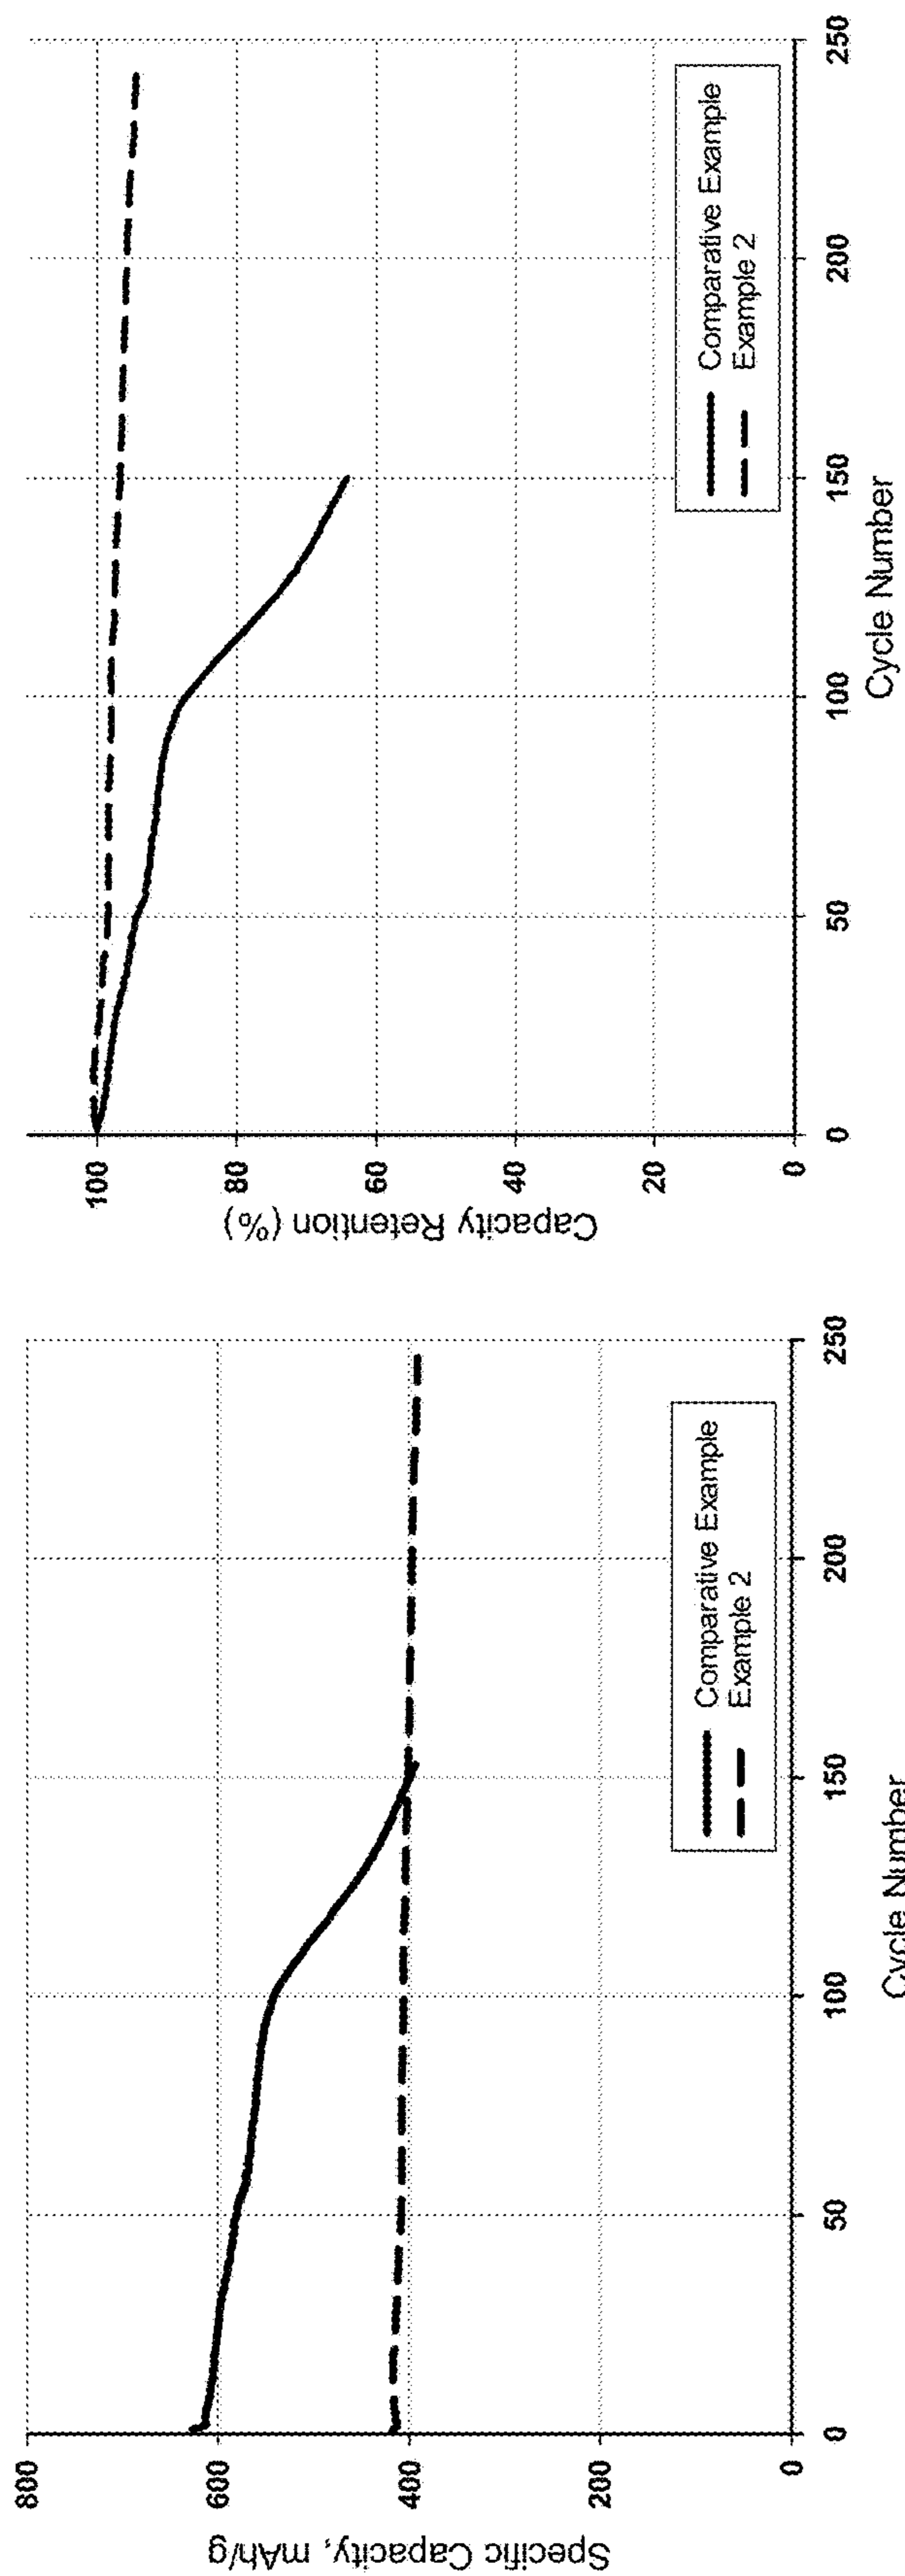 Specific Capacity, mAh/g
800
600
400
200
0
0
50
100
150
200
250
Cycle Number
Comparative Example
Example 2
Capacity Retention (%)
100
80
60
40
20
0
0
50
100
150
200
250
Cycle Number
Comparative Example
Example 2